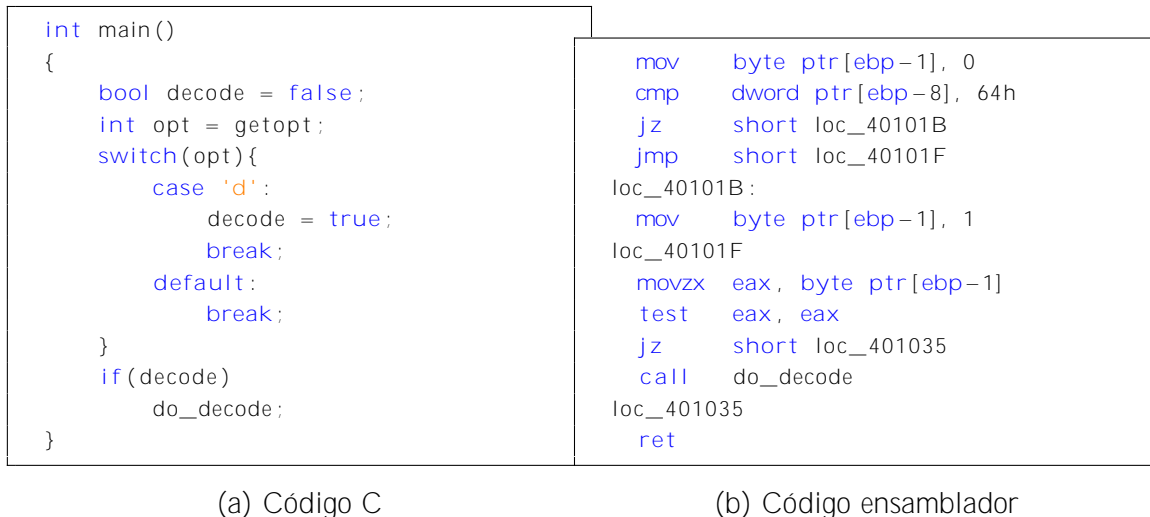 int main()
{
    bool decode = false;
    int opt = getopt;
    switch(opt){
        case 'd':
            decode = true;
            break;
        default:
            break;
    }
    if(decode)
        do_decode;
}
(a) Código C
  mov    byte ptr[ebp-1], 0
  cmp    dword ptr[ebp-8], 64h
  jz     short loc_40101B
  jmp    short loc_40101F
loc_40101B:
  mov    byte ptr[ebp-1], 1
loc_40101F
  movzx  eax, byte ptr[ebp-1]
  test   eax, eax
  jz     short loc_401035
  call   do_decode
loc_401035
  ret
(b) Código ensamblador